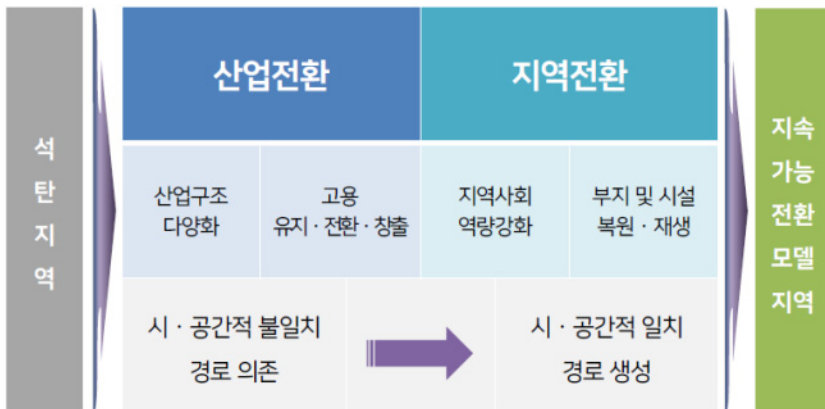 석
탄
지
역
산업전환
지역전환
산업구조
다양화
고용
유지 · 전환 · 창출
지역사회
역량강화
부지 및 시설
복원 · 재생
시 · 공간적 불일치
경로 의존
시 · 공간적 일치
경로 생성
지속
가능
전환
모델
지역